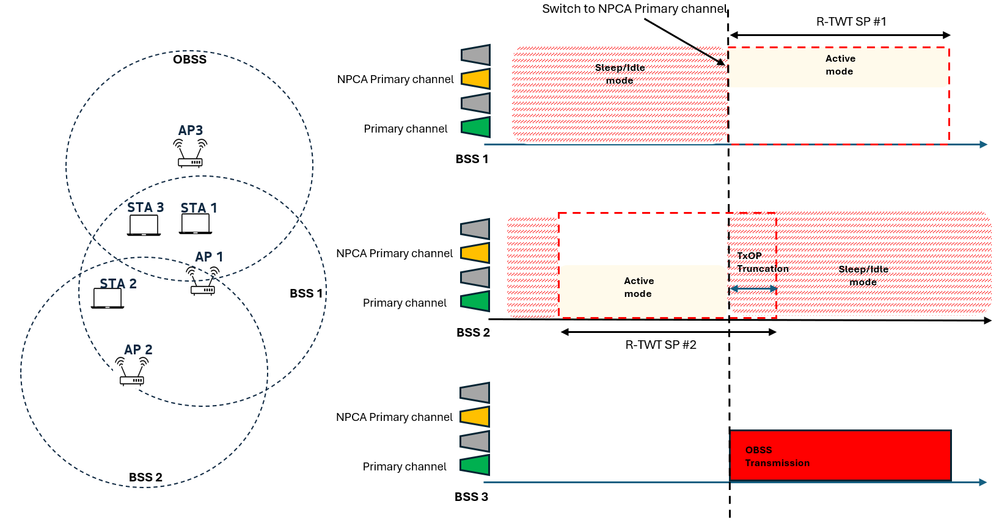 OBSS
AP3
STA 3
STA 1
AP 1
STA 2
BSS 1
AP 2
BSS 2
Switch to NPCA Primary channel
R-TWT SP #1
Sleep/Idle
mode
Active
mode
NPCA Primary channel
Primary channel
BSS 1
NPCA Primary channel
Primary channel
Active
mode
TxOP
Truncation
Sleep/Idle
mode
BSS 2
R-TWT SP #2
NPCA Primary channel
Primary channel
OBSS
Transmission
BSS 3